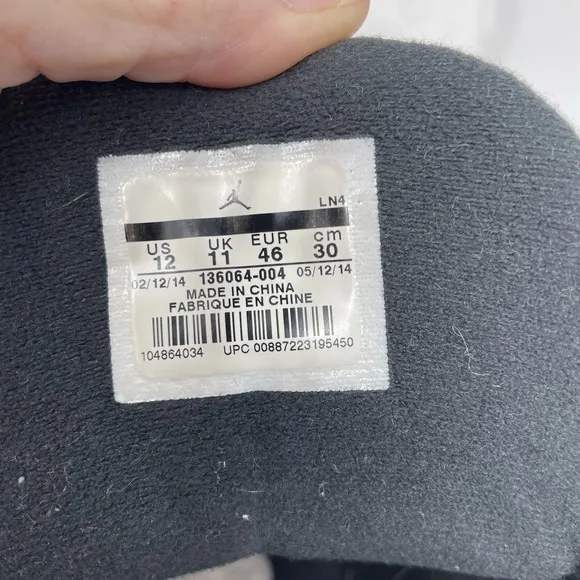 LN4
US UK EUR cm
12 11 46 30
02/12/14 136064-004 05/12/14
MADE IN CHINA
FABRIQUE EN CHINE
104864034 UPC 00887223195450